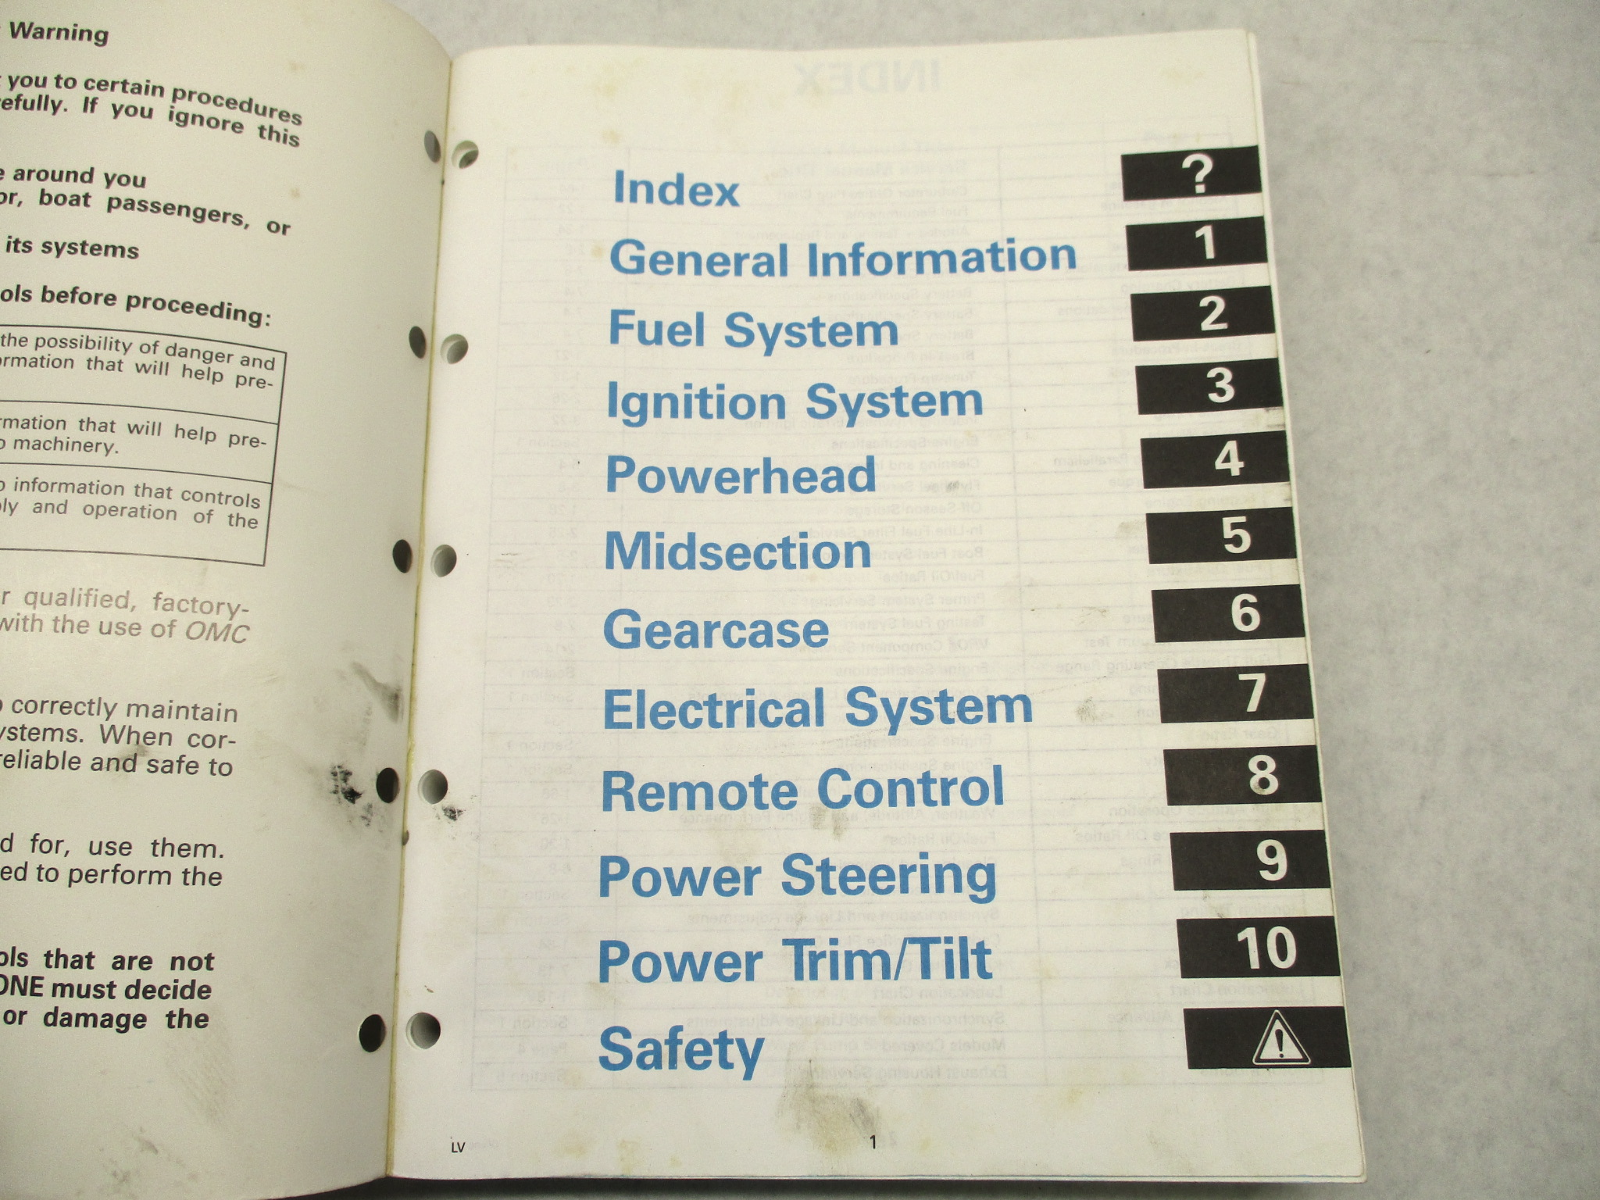 Warning
you to certain procedures
efully. If you ignore this
around you
or, boat passengers, or
its systems
ols before proceeding:
the possibility of danger and
ormation that will help pre-
rmation that will help pre-
o machinery.
o information that controls
ly and operation of the
r qualified, factory-
with the use of OMC
o correctly maintain
ystems. When cor-
reliable and safe to
d for, use them.
ed to perform the
ols that are not
ONE must decide
or damage the
Index ?
General Information 1
Fuel System 2
Ignition System 3
Powerhead 4
Midsection 5
Gearcase 6
Electrical System 7
Remote Control 8
Power Steering 9
Power Trim/Tilt 10
Safety !
LV 1